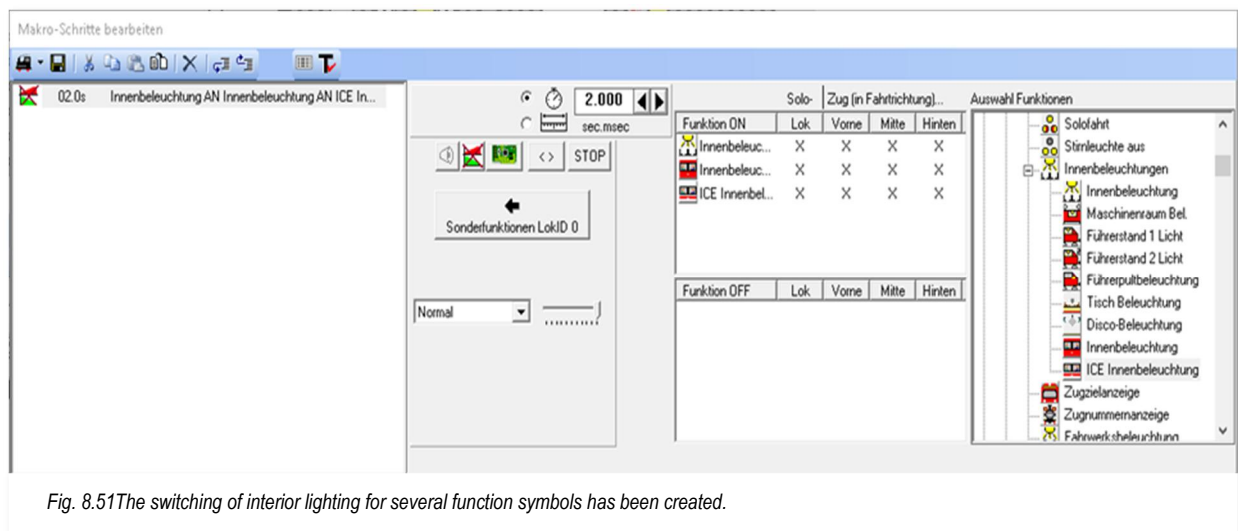 Makro-Schritte bearbeiten
02.0s Innenbeleuchtung AN Innenbeleuchtung AN ICE In...
2.000
sec.msec
STOP
Sonderfunktionen LokID 0
Normal
Solo- Zug (in Fahrtrichtung)...
Funktion ON Lok Vorne Mitte Hinten
Innenbeleuc... X X X X
Innenbeleuc... X X X X
ICE Innenbel... X X X X
Funktion OFF Lok Vorne Mitte Hinten
Auswahl Funktionen
Solofahrt
Stirnleuchte aus
Innenbeleuchtungen
Innenbeleuchtung
Maschinenraum Bel.
Führerstand 1 Licht
Führerstand 2 Licht
Führerpultbeleuchtung
Tisch Beleuchtung
Disco-Beleuchtung
Innenbeleuchtung
ICE Innenbeleuchtung
Zugzielanzeige
Zugnummernanzeige
Fahrwerksbeleuchtung
Fig. 8.51The switching of interior lighting for several function symbols has been created.